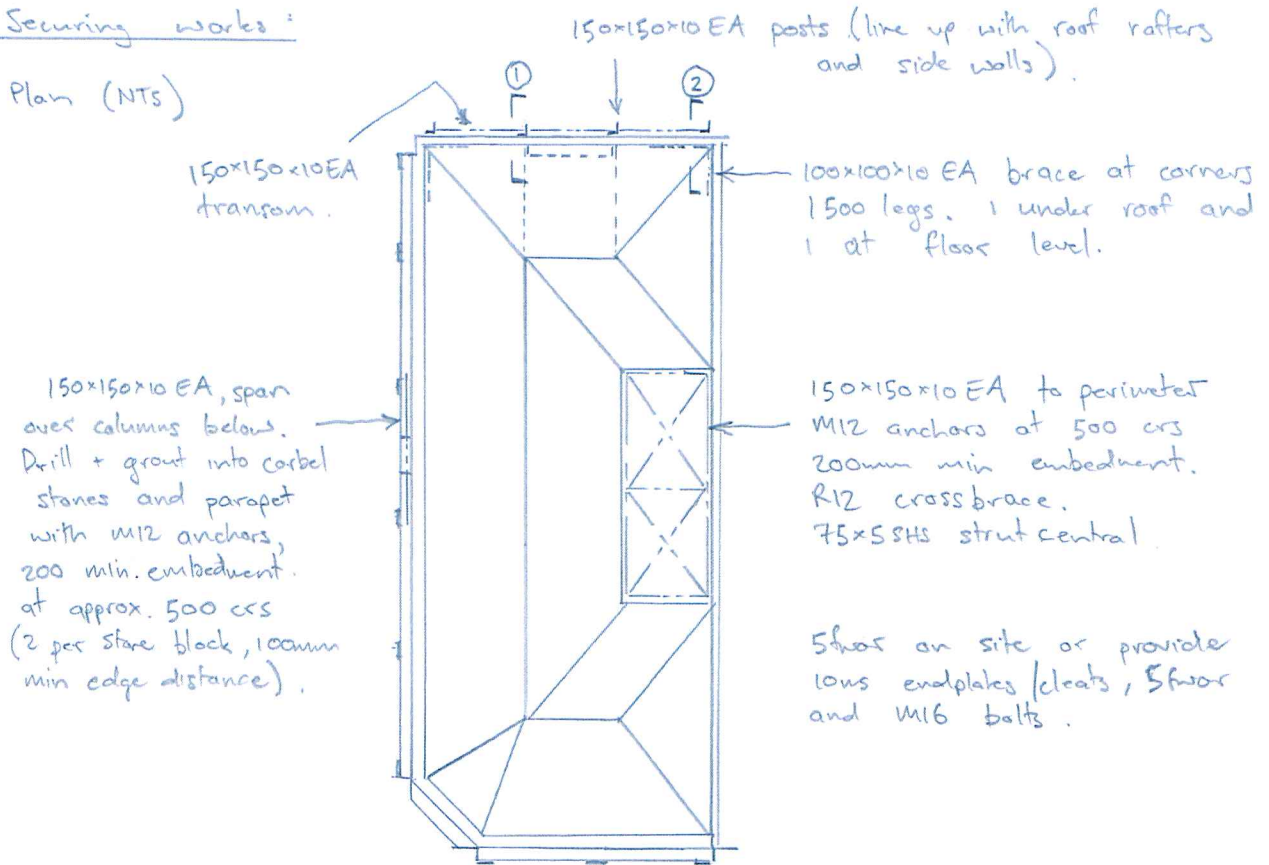 Securing works :
Plan (NTS)
150×150×10 EA posts (line up with roof rafters
and side walls).
1
2
150×150×10 EA
transom.
100×100×10 EA brace at corners
1500 legs. 1 under roof and
1 at floor level.
150×150×10 EA, span
over columns below.
Drill + grout into corbel
stones and parapet
with M12 anchors,
200 min. embedment.
at approx. 500 crs
(2 per stone block, 100mm
min edge distance).
150×150×10 EA to perimeter
M12 anchors at 500 crs
200mm min embedment.
R12 crossbrace.
75×5 SHS strut central
5fwar on site or provide
10ms endplates/cleats, 5fwar
and M16 bolts.